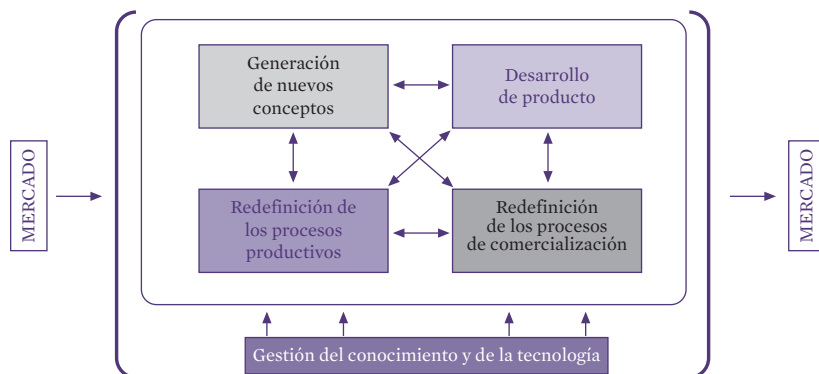 MERCADO
Generación
de nuevos
conceptos
Desarrollo
de producto
Redefinición de
los procesos
productivos
Redefinición
de los procesos
de comercialización
Gestión del conocimiento y de la tecnología
MERCADO